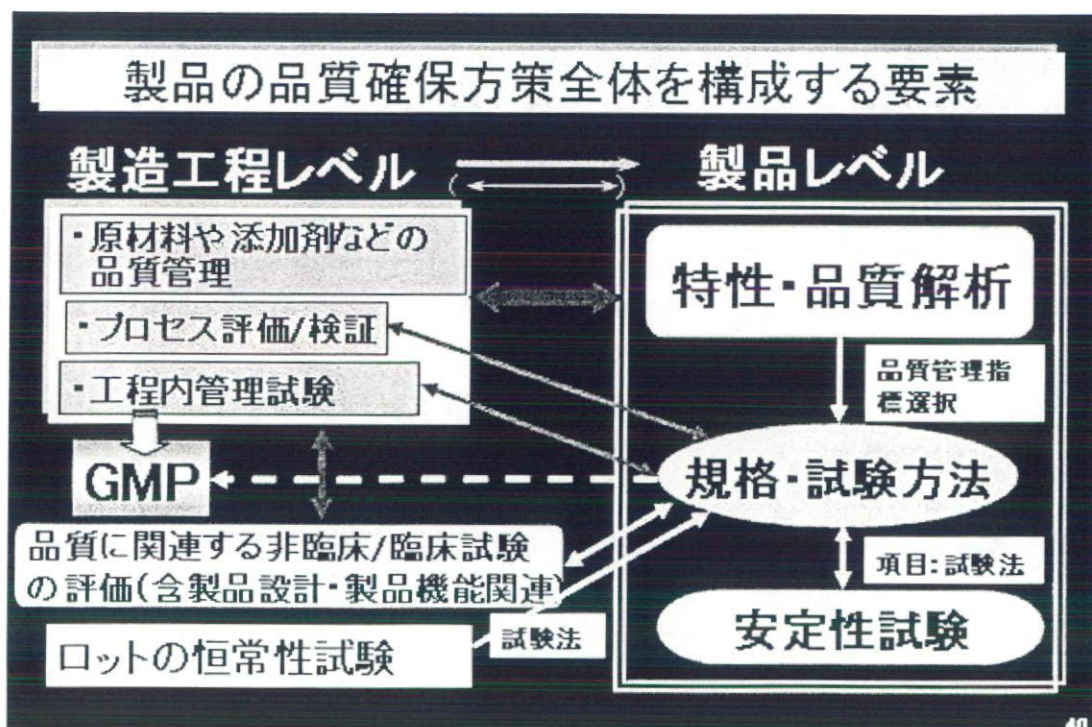 製品の品質確保方策全体を構成する要素
製造工程レベル
・原材料や添加剤などの
品質管理
・プロセス評価/検証
・工程内管理試験
GMP
品質に関連する非臨床/臨床試験
の評価(含製品設計・製品機能関連)
ロットの恒常性試験
試験法
製品レベル
特性・品質解析
品質管理指
標選択
規格・試験方法
項目:試験法
安定性試験